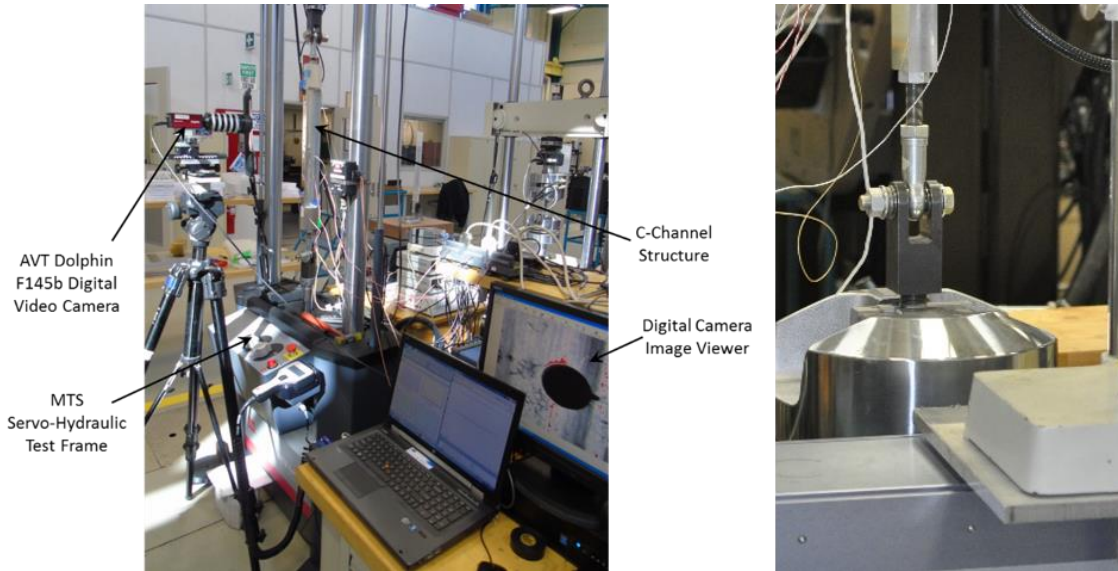 AVT Dolphin
F145b Digital
Video Camera
MTS
Servo-Hydraulic
Test Frame
C-Channel
Structure
Digital Camera
Image Viewer